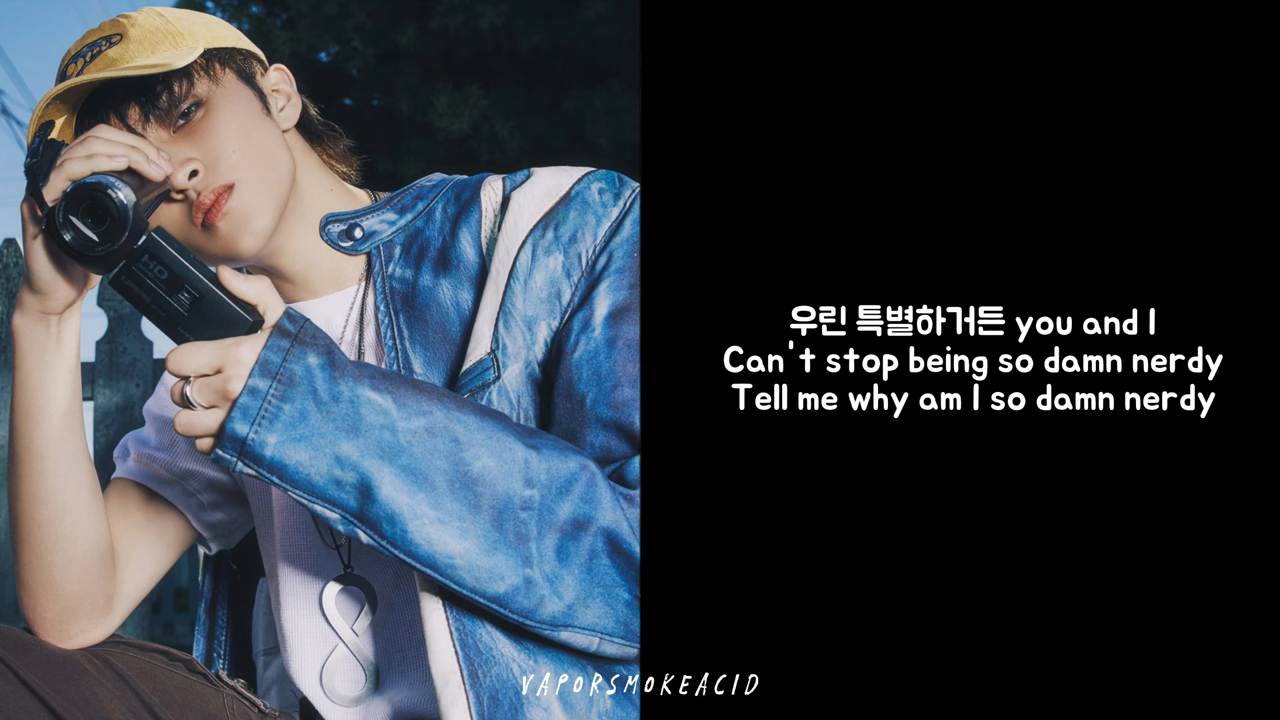 HD
우린 특별하거든 you and I
Can't stop being so damn nerdy
Tell me why am I so damn nerdy
VAPORSMOKEACID